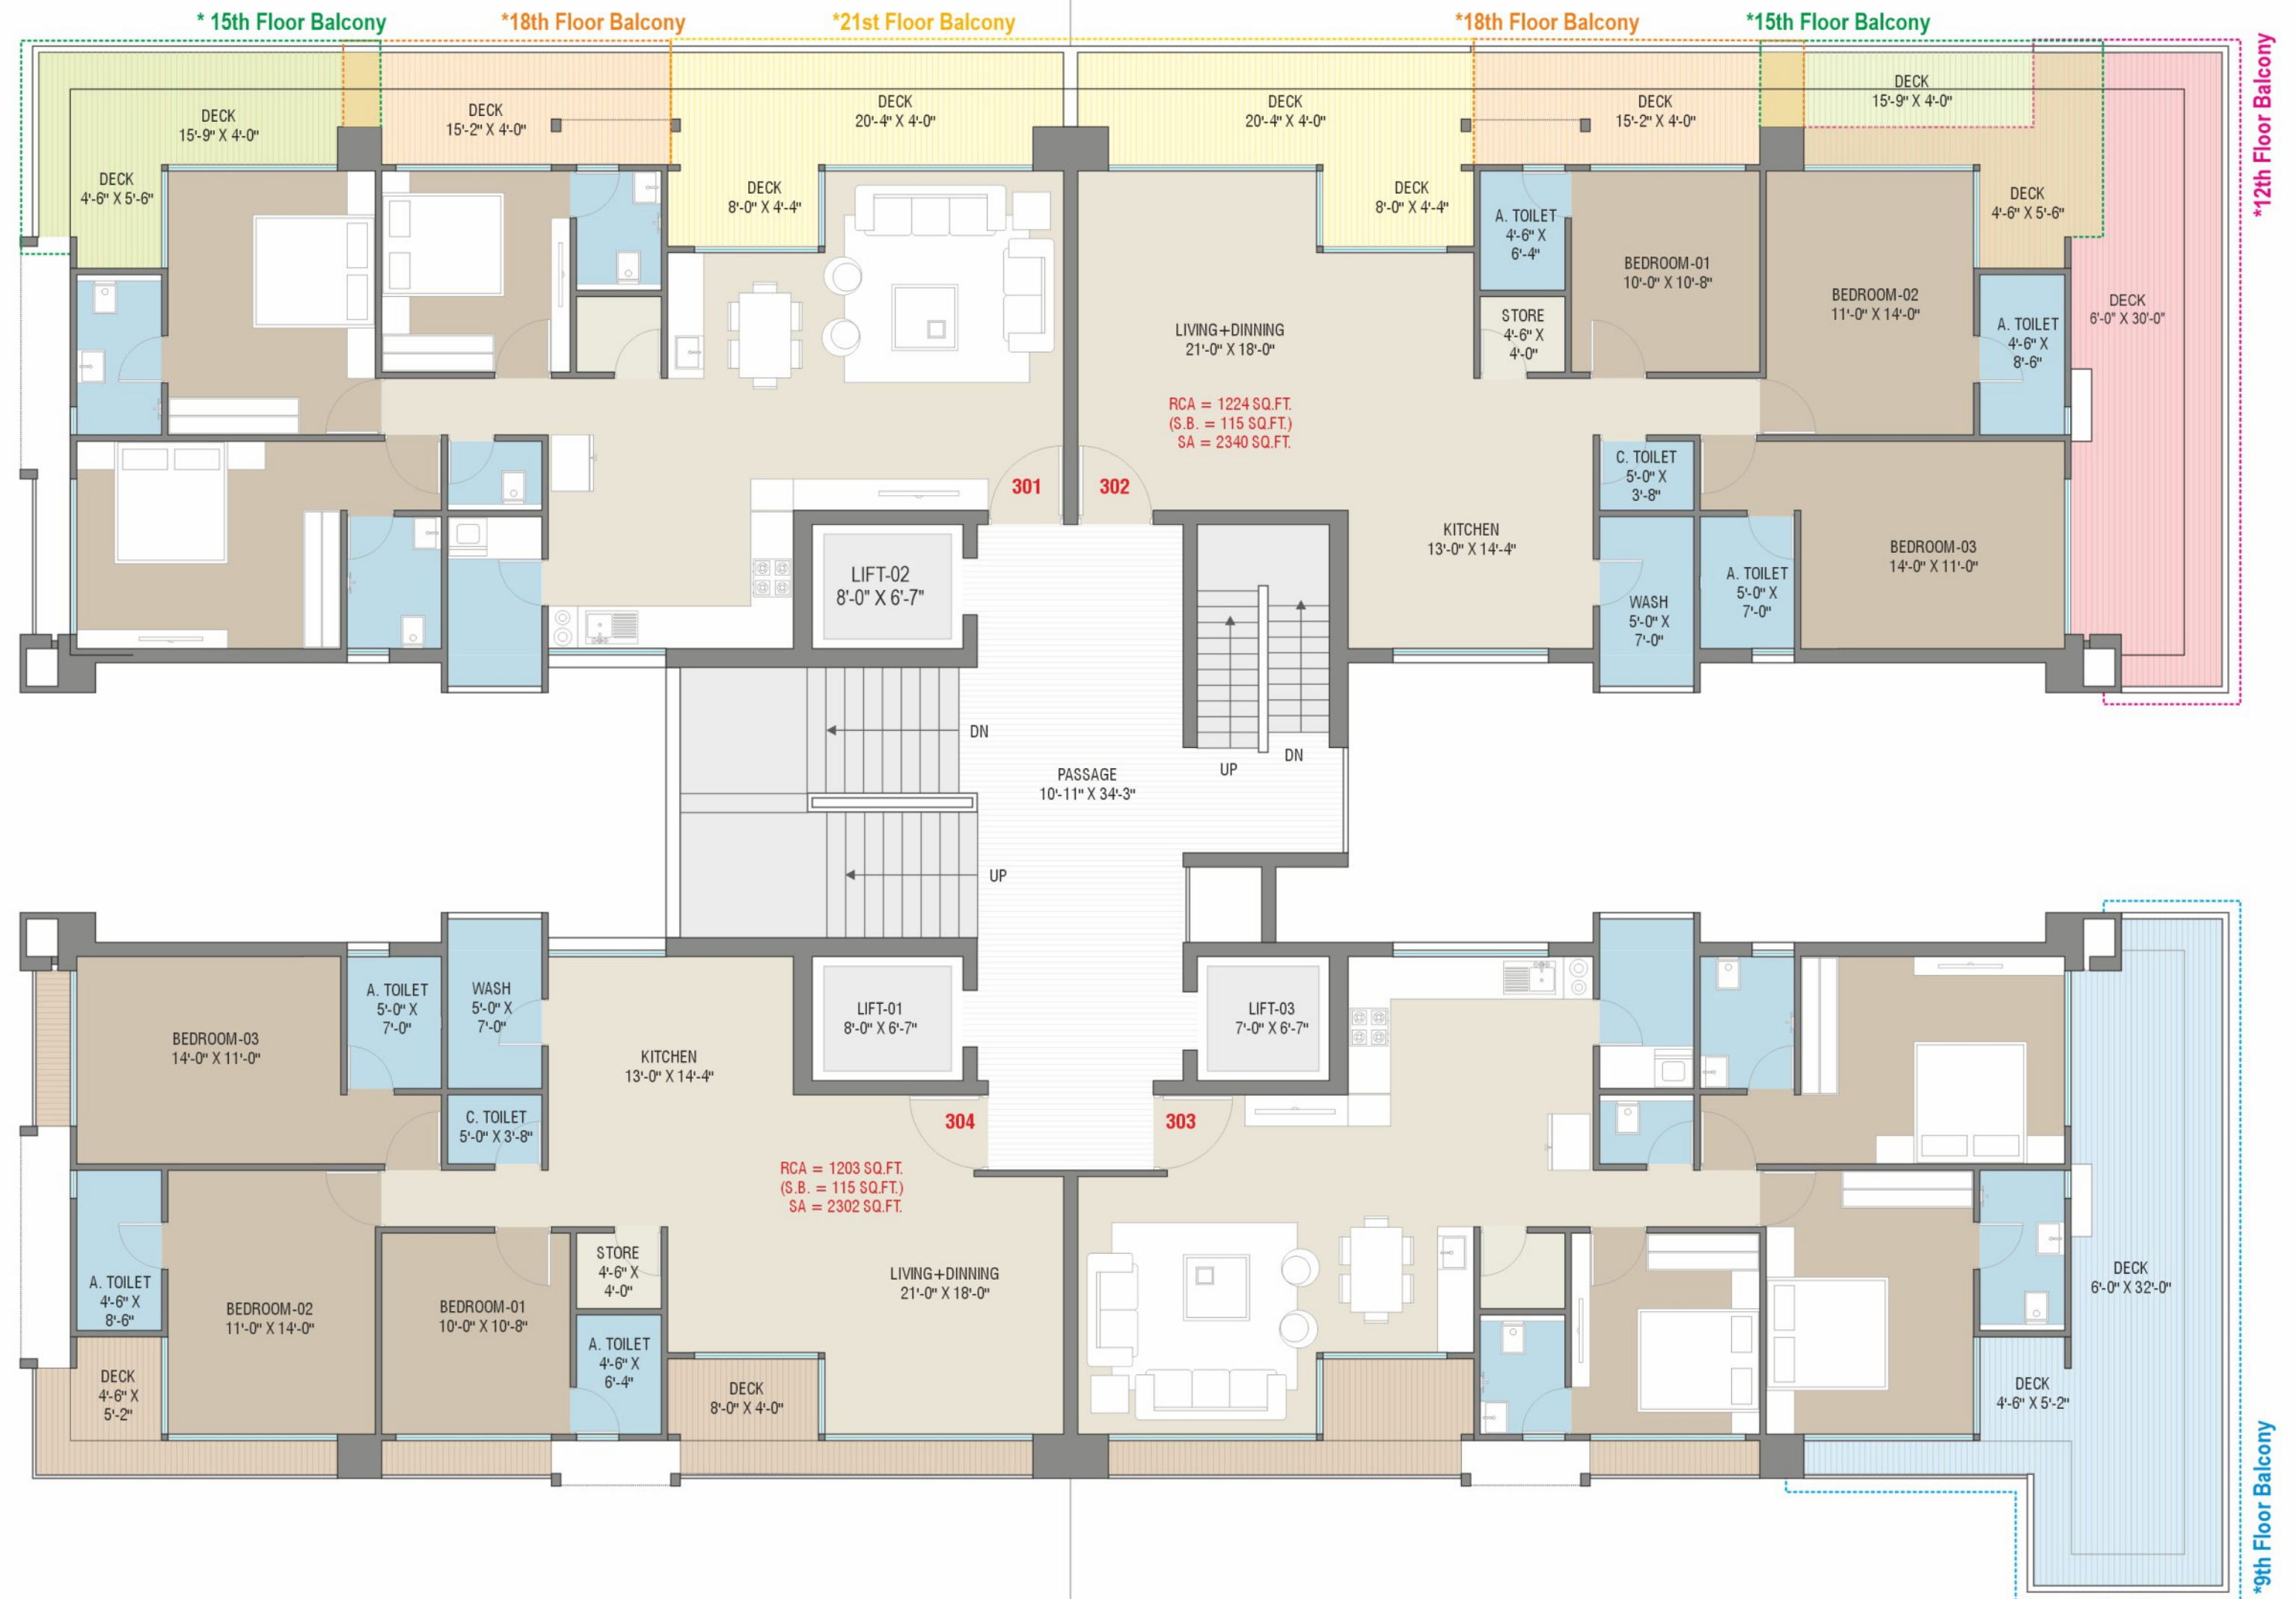 * 15th Floor Balcony
*18th Floor Balcony
*21st Floor Balcony
*18th Floor Balcony
*15th Floor Balcony
*12th Floor Balcony
DECK
15'-9" X 4'-0"
DECK
15'-2" X 4'-0"
DECK
20'-4" X 4'-0"
DECK
20'-4" X 4'-0"
DECK
15'-2" X 4'-0"
DECK
15'-9" X 4'-0"
DECK
4'-6" X 5'-6"
DECK
8'-0" X 4'-4"
DECK
8'-0" X 4'-4"
A. TOILET
4'-6" X
6'-4"
BEDROOM-01
10'-0" X 10'-8"
BEDROOM-02
11'-0" X 14'-0"
DECK
4'-6" X 5'-6"
DECK
6'-0" X 30'-0"
LIVING+DINNING
21'-0" X 18'-0"
STORE
4'-6" X
4'-0"
A. TOILET
4'-6" X
8'-6"
RCA = 1224 SQ.FT.
(S.B. = 115 SQ.FT.)
SA = 2340 SQ.FT.
301
302
C. TOILET
5'-0" X
3'-8"
KITCHEN
13'-0" X 14'-4"
BEDROOM-03
14'-0" X 11'-0"
LIFT-02
8'-0" X 6'-7"
WASH
5'-0" X
7'-0"
A. TOILET
5'-0" X
7'-0"
DN
UP
DN
PASSAGE
10'-11" X 34'-3"
UP
BEDROOM-03
14'-0" X 11'-0"
A. TOILET
5'-0" X
7'-0"
WASH
5'-0" X
7'-0"
KITCHEN
13'-0" X 14'-4"
LIFT-01
8'-0" X 6'-7"
LIFT-03
7'-0" X 6'-7"
C. TOILET
5'-0" X 3'-8"
304
303
RCA = 1203 SQ.FT.
(S.B. = 115 SQ.FT.)
SA = 2302 SQ.FT.
A. TOILET
4'-6" X
8'-6"
BEDROOM-02
11'-0" X 14'-0"
BEDROOM-01
10'-0" X 10'-8"
STORE
4'-6" X
4'-0"
LIVING+DINNING
21'-0" X 18'-0"
DECK
6'-0" X 32'-0"
A. TOILET
4'-6" X
6'-4"
DECK
4'-6" X
5'-2"
DECK
8'-0" X 4'-0"
DECK
4'-6" X 5'-2"
*9th Floor Balcony